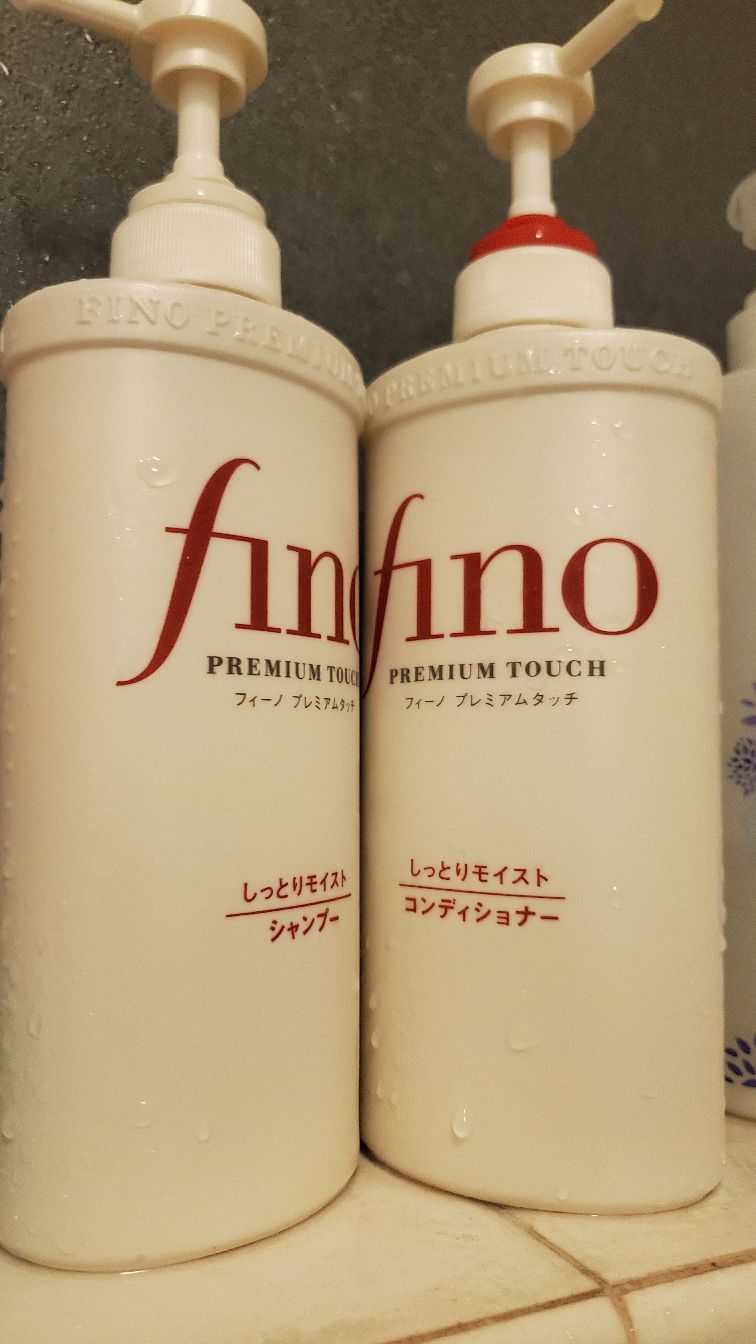 FINO PREMIUM
fino
PREMIUM TOUC
フィーノ プレミアムタッチ
しっとりモイスト
シャンプー
PREMIUM TOUCH
fino
PREMIUM TOUCH
フィーノ プレミアムタッチ
しっとりモイスト
コンディショナー